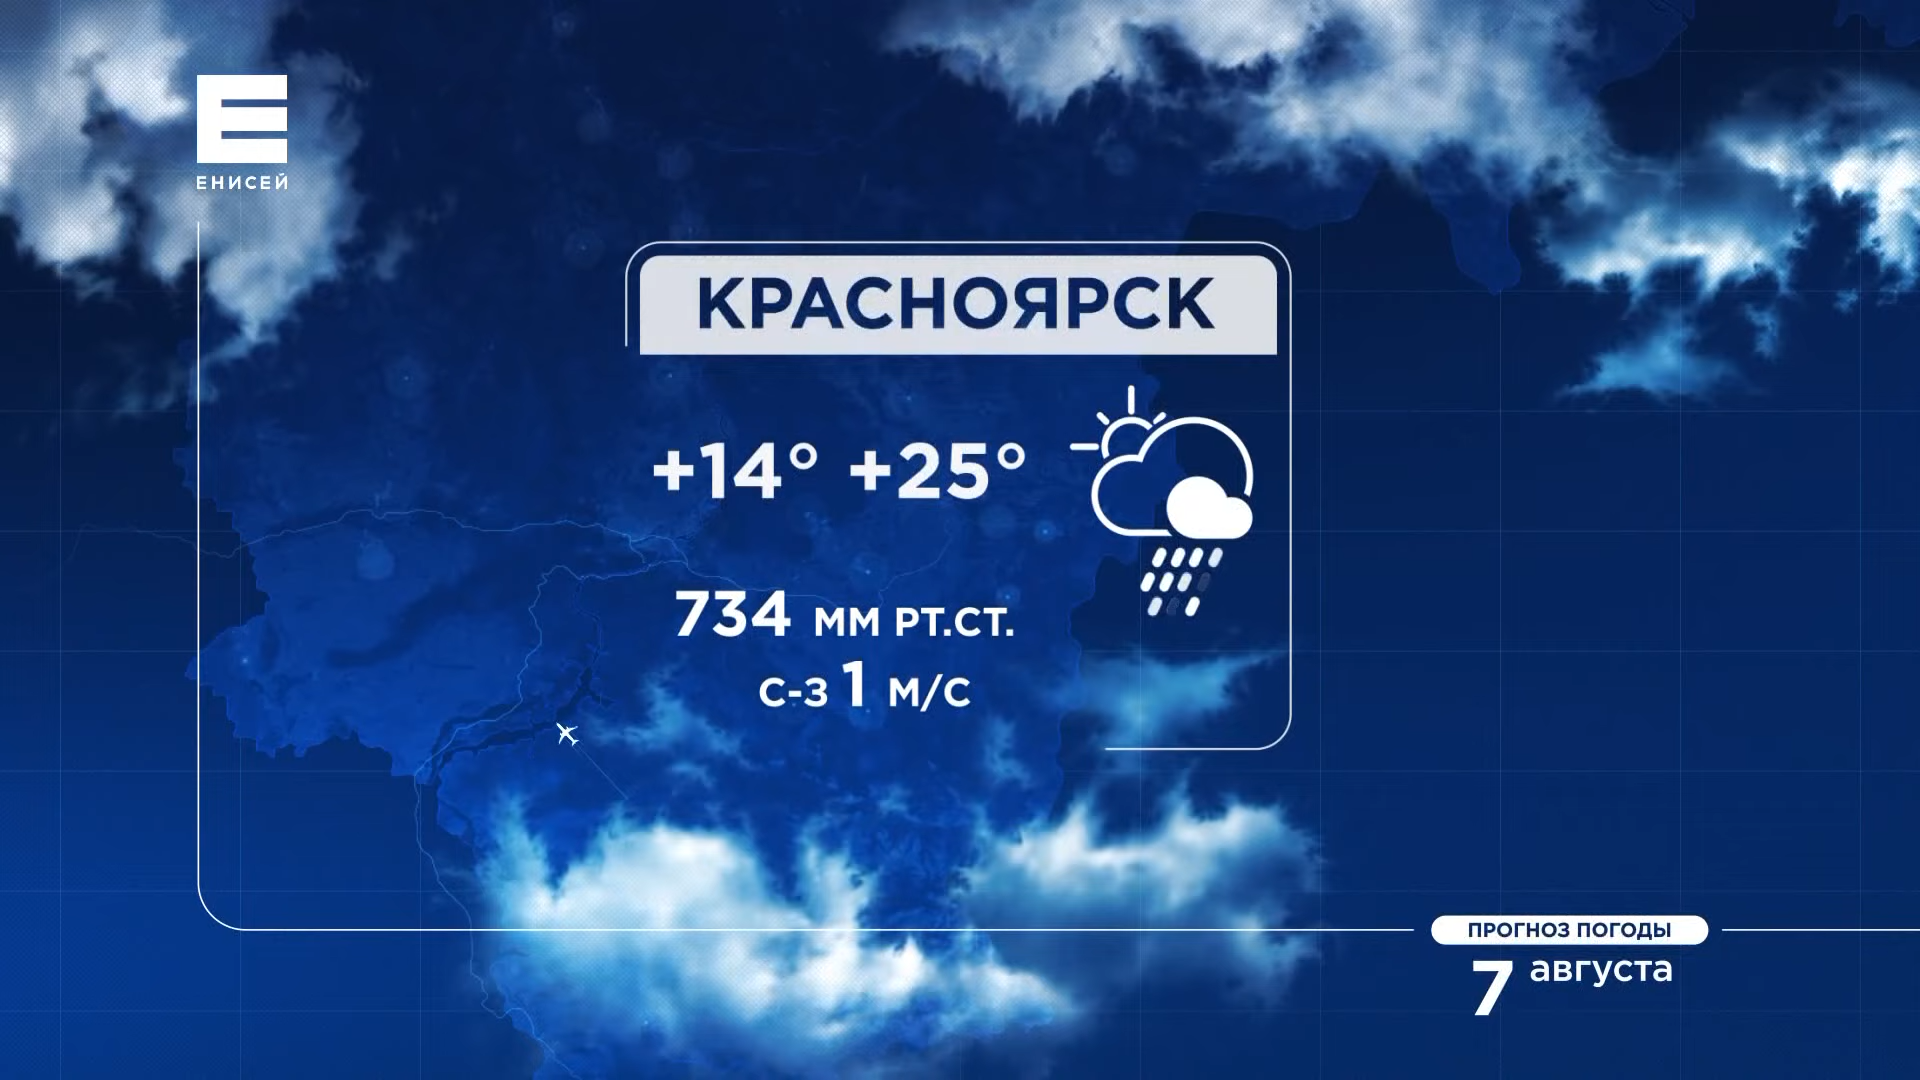 ЕНИСЕЙ
КРАСНОЯРСК
+14° +25°
734 ММ РТ.СТ.
С-З 1 М/С
ПРОГНОЗ ПОГОДЫ
7 августа